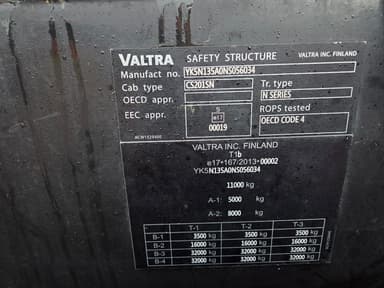 VALTRA SAFETY STRUCTURE VALTRA INC. FINLAND
Manufact no. YK5N135A0NS056034
Cab type CS201SN Tr. type
OECD appr. N SERIES
EEC appr. S e17 00019 ROPS tested OECD CODE 4
VALTRA INC. FINLAND
T1b
e17*167/2013*00002
YK5N135A0NS056034
11000 kg
A-1: 5000 kg
A-2: 8000 kg
T-1 T-2 T-3
B-1 3500 kg 3500 kg 3500 kg
B-2 16000 kg 16000 kg 16000 kg
B-3 32000 kg 32000 kg 32000 kg
B-4 32000 kg 32000 kg 32000 kg